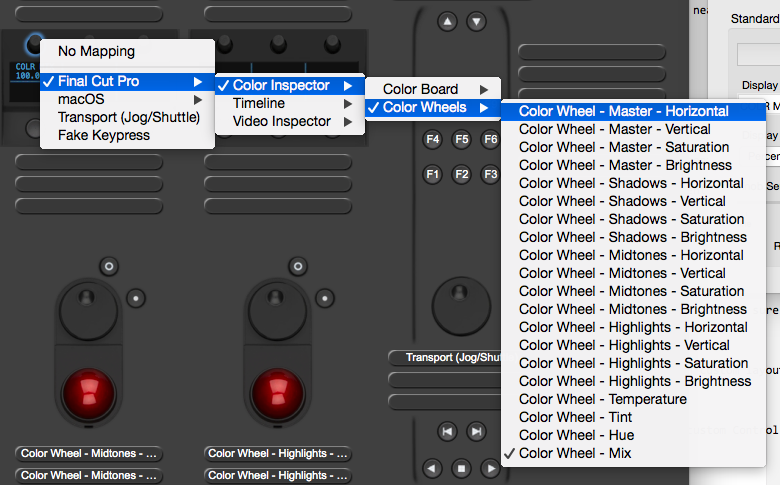 No Mapping
✓ Final Cut Pro
macOS
Transport (Jog/Shuttle)
Fake Keypress
✓ Color Inspector
Timeline
Video Inspector
Color Board
✓ Color Wheels
Color Wheel - Master - Horizontal
Color Wheel - Master - Vertical
Color Wheel - Master - Saturation
Color Wheel - Master - Brightness
Color Wheel - Shadows - Horizontal
Color Wheel - Shadows - Vertical
Color Wheel - Shadows - Saturation
Color Wheel - Shadows - Brightness
Color Wheel - Midtones - Horizontal
Color Wheel - Midtones - Vertical
Color Wheel - Midtones - Saturation
Color Wheel - Midtones - Brightness
Color Wheel - Highlights - Horizontal
Color Wheel - Highlights - Vertical
Color Wheel - Highlights - Saturation
Color Wheel - Highlights - Brightness
Color Wheel - Temperature
Color Wheel - Tint
Color Wheel - Hue
✓ Color Wheel - Mix
COLR
100.0
F4 F5 F6
F1 F2 F3
Transport (Jog/Shut
Color Wheel - Midtones - ...
Color Wheel - Highlights - ...
Color Wheel - Midtones - ...
Color Wheel - Highlights - ...
Standard
Display